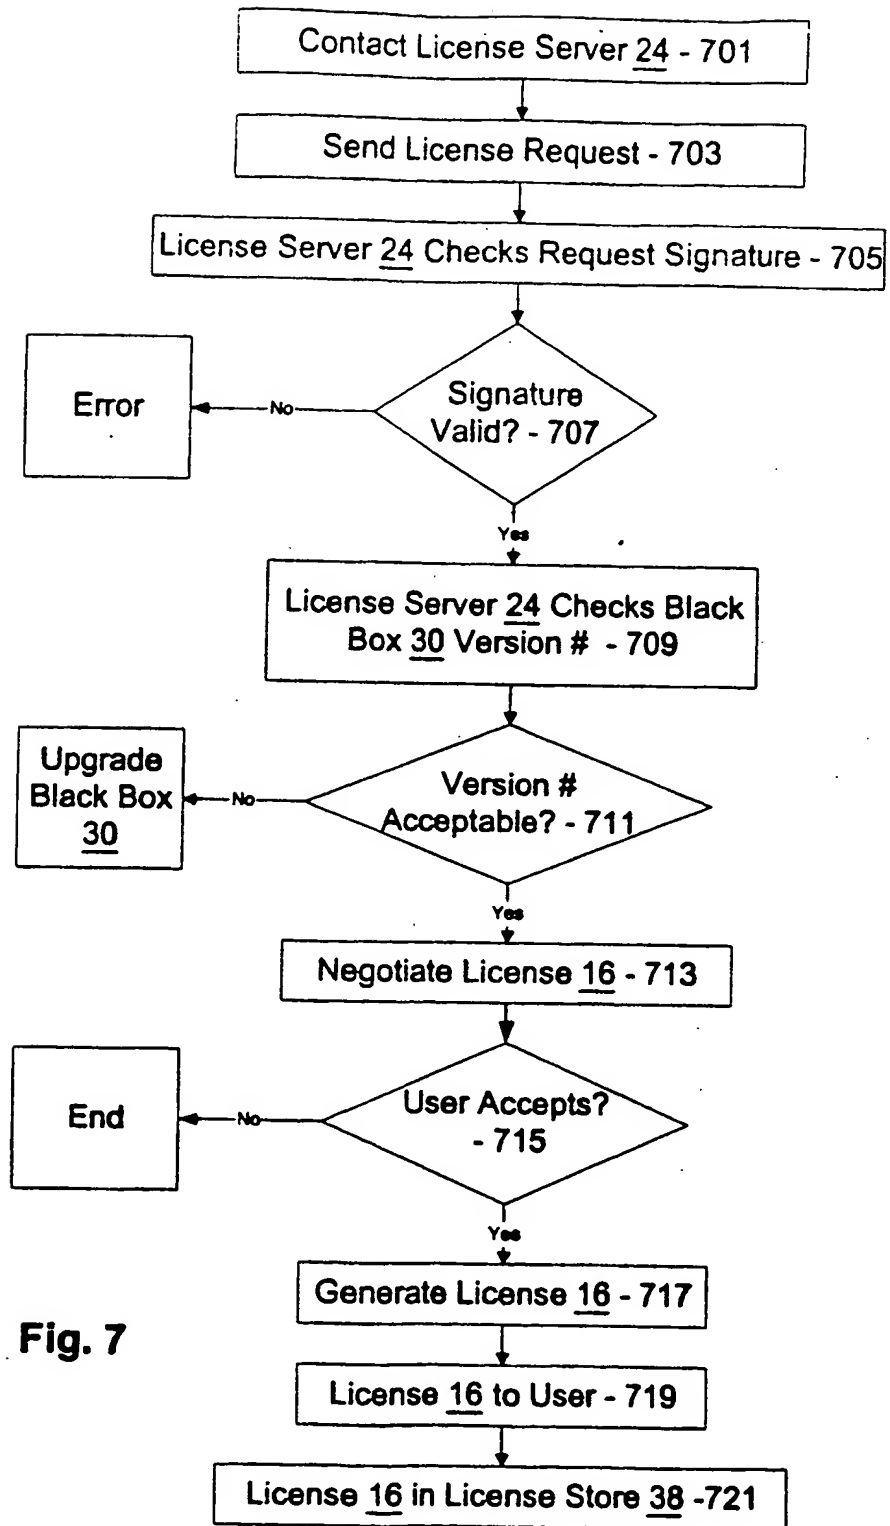 Contact License Server 24 - 701
Send License Request - 703
License Server 24 Checks Request Signature - 705
Error
No
Signature
Valid? - 707
Yes
License Server 24 Checks Black
Box 30 Version # - 709
Upgrade
Black Box
30
No
Version #
Acceptable? - 711
Yes
Negotiate License 16 - 713
End
No
User Accepts?
- 715
Yes
Generate License 16 - 717
Fig. 7
License 16 to User - 719
License 16 in License Store 38 -721